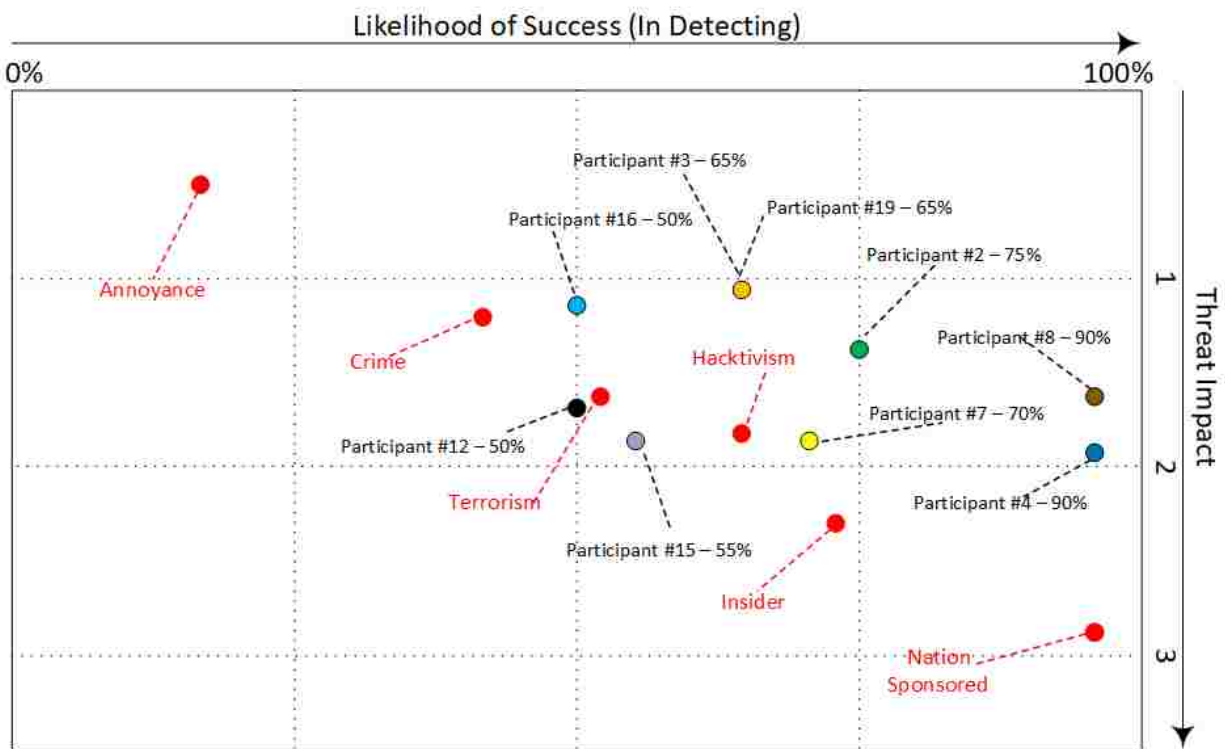 Likelihood of Success (In Detecting)
0%
100%
Participant #3 – 65%
Participant #19 – 65%
Participant #16 – 50%
Participant #2 – 75%
1
Annoyance
Threat Impact
Participant #8 – 90%
Crime
Hacktivism
Participant #7 – 70%
Participant #12 – 50%
2
Terrorism
Participant #4 – 90%
Participant #15 – 55%
Insider
3
Nation
Sponsored